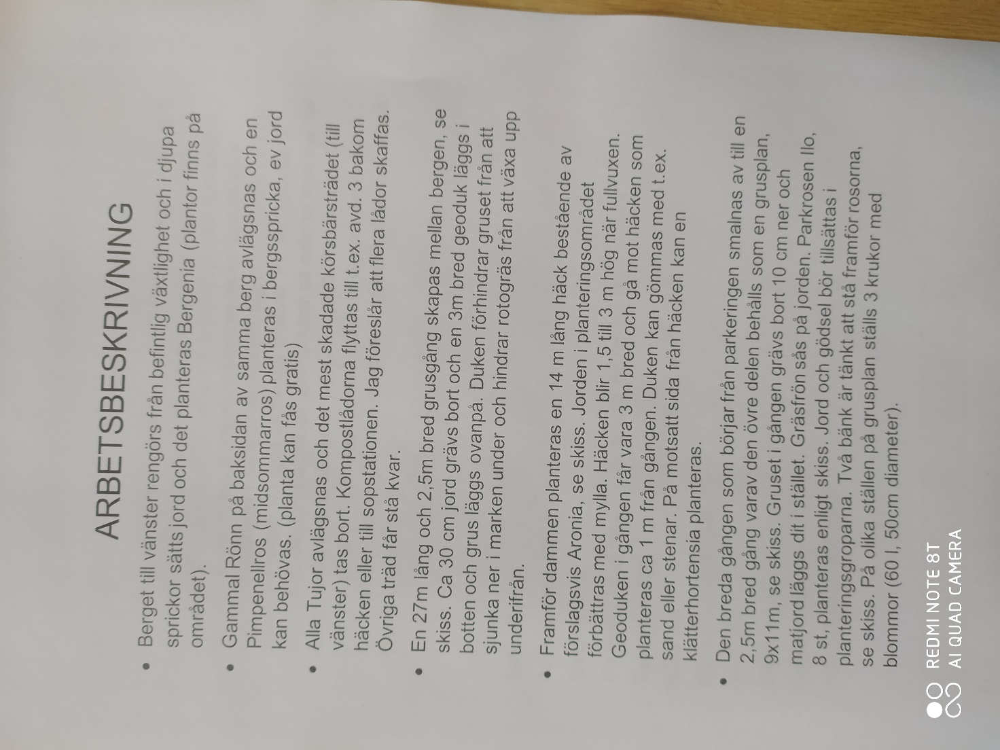 ARBETSBESKRIVNING
• Berget till vänster rengörs från befintlig växtlighet och i djupa
sprickor sätts jord och det planteras Bergenia (plantor finns på
området).
• Gammal Rönn på baksidan av samma berg avlägsnas och en
Pimpenellros (midsommarros) planteras i bergsspricka, ev jord
kan behövas. (planta kan fås gratis)
• Alla Tujor avlägsnas och det mest skadade körsbärsträdet (till
vänster) tas bort. Kompostlådorna flyttas till t.ex. avd. 3 bakom
häcken eller till sopstationen. Jag föreslår att flera lådor skaffas.
Övriga träd får stå kvar.
• En 27m lång och 2,5m bred grusgång skapas mellan bergen, se
skiss. Ca 30 cm jord grävs bort och en 3m bred geoduk läggs i
botten och grus läggs ovanpå. Duken förhindrar gruset från att
sjunka ner i marken under och hindrar rotogräs från att växa upp
underifrån.
• Framför dammen planteras en 14 m lång häck bestående av
förslagsvis Aronia, se skiss. Jorden i planteringsområdet
förbättras med mylla. Häcken blir 1,5 till 3 m hög när fullvuxen.
Geoduken i gången får vara 3 m bred och gå mot häcken som
planteras ca 1 m från gången. Duken kan gömmas med t.ex.
sand eller stenar. På motsatt sida från häcken kan en
klätterhortensia planteras.
• Den breda gången som börjar från parkeringen smalnas av till en
2,5m bred gång varav den övre delen behålls som en grusplan,
9x11m, se skiss. Gruset i gången grävs bort 10 cm ner och
matjord läggs dit i stället. Gräsfrön sås på jorden. Parkrosen Ilo,
8 st, planteras enligt skiss. Jord och gödsel bör tillsättas i
planteringsgroparna. Två bänk är tänkt att stå framför rosorna,
se skiss. På olika ställen på grusplan ställs 3 krukor med
blommor (60 l, 50cm diameter).
REDMI NOTE 8T
AI QUAD CAMERA